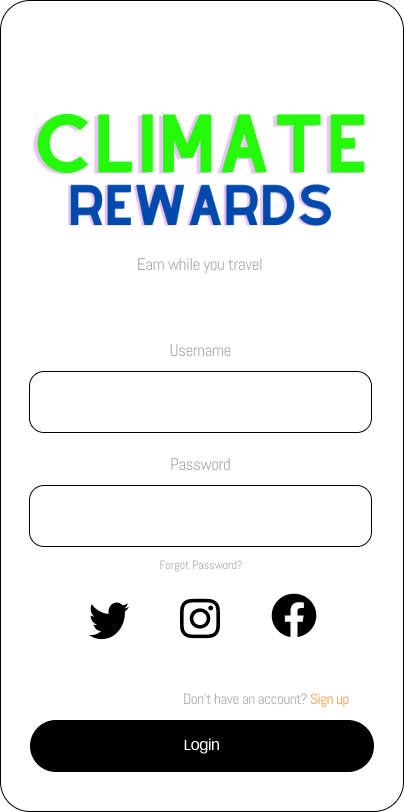 CLIMATE
REWARDS
Earn while you travel
Username
Password
Forgot Password?
Don't have an account? Sign up
Login